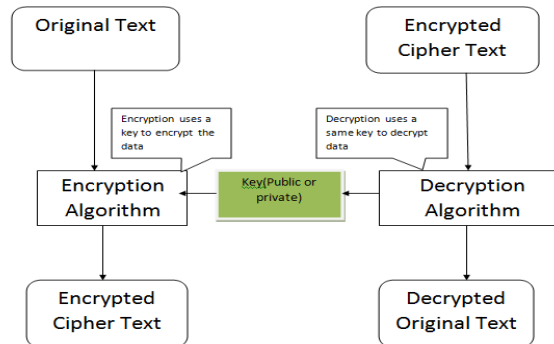 Original Text
Encrypted
Cipher Text
Encryption uses a
key to encrypt the
data
Decryption uses a
same key to decrypt
data
Encryption
Algorithm
Key(Public or
private)
Decryption
Algorithm
Encrypted
Cipher Text
Decrypted
Original Text